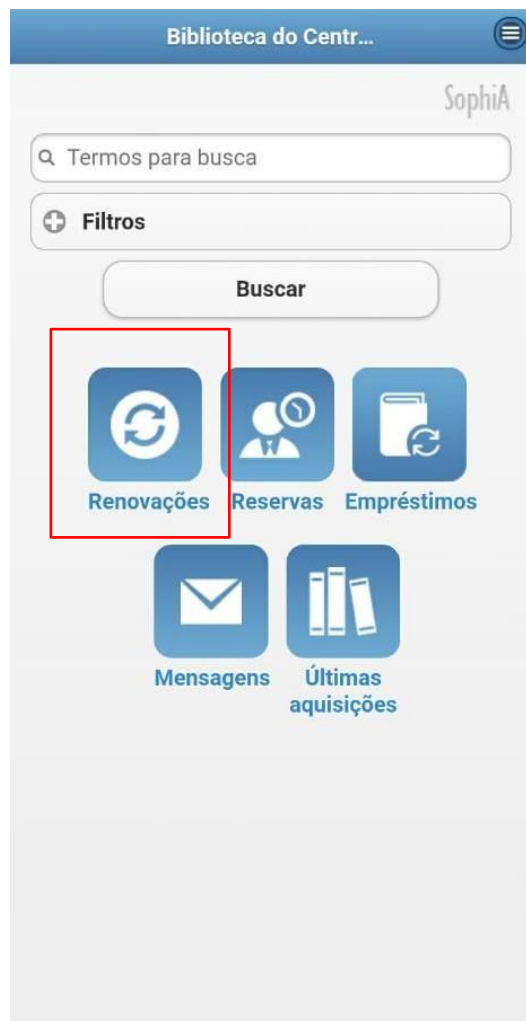 Biblioteca do Centr...
SophiA
Termos para busca
Filtros
Buscar
Renovações Reservas Empréstimos
Mensagens Últimas
aquisições